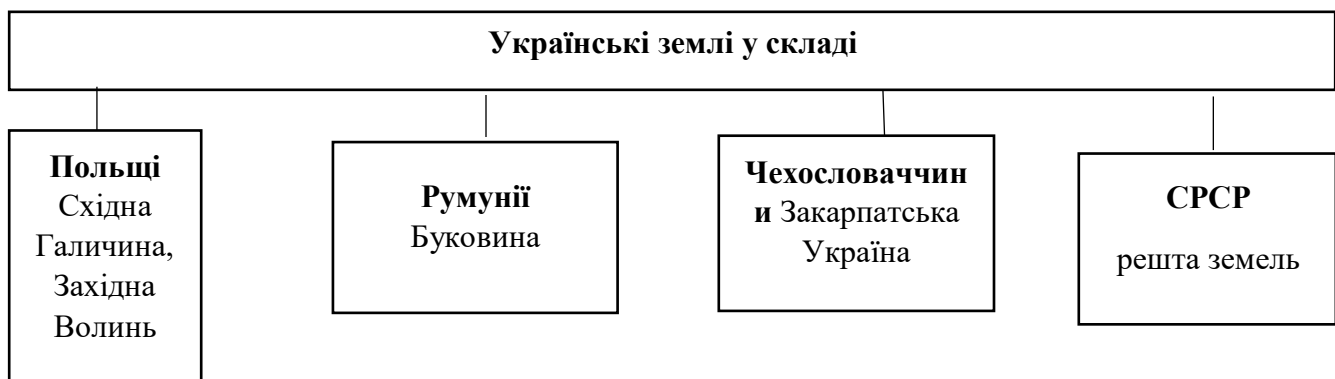 Українські землі у складі
Польщі
Східна
Галичина,
Західна
Волинь
Румунії
Буковина
Чехословаччин
и Закарпатська
Україна
СРСР
решта земель